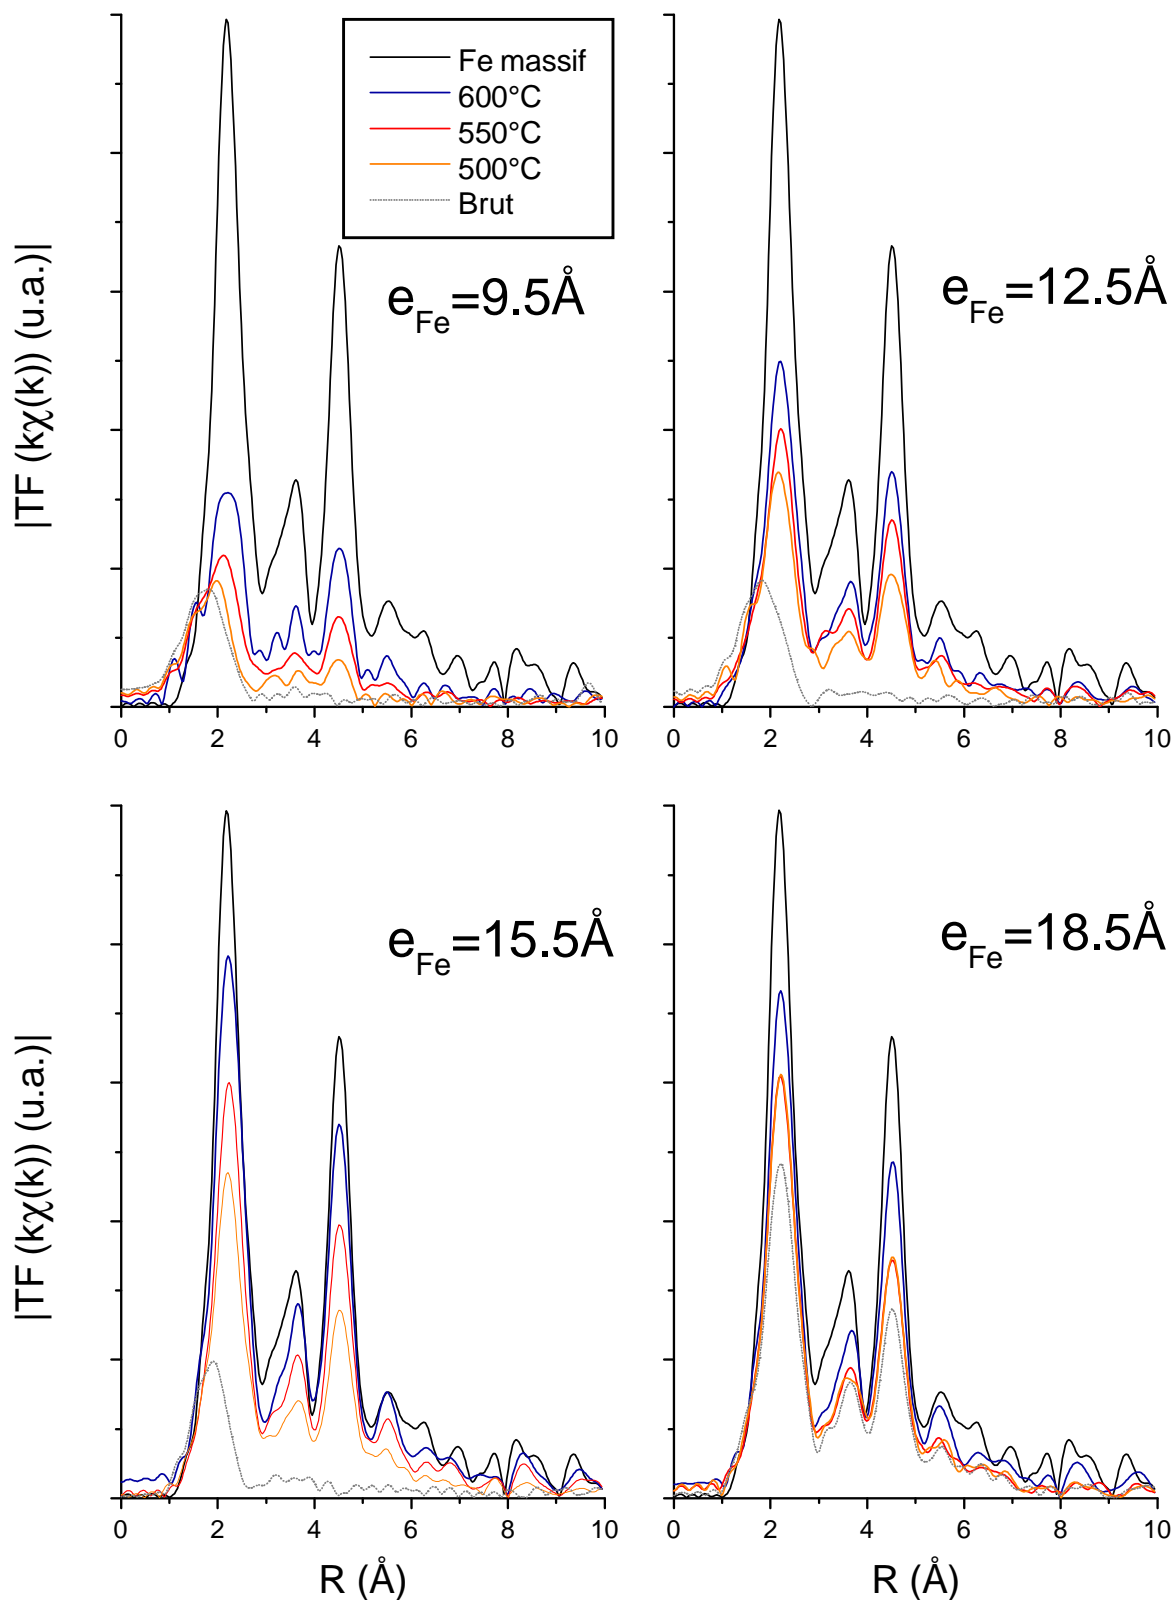 Fe massif
600°C
550°C
500°C
Brut
e_Fe=9.5Å
|TF (kχ(k)) (u.a.)|
0 2 4 6 8 10
e_Fe=12.5Å
0 2 4 6 8 10
e_Fe=15.5Å
|TF (kχ(k)) (u.a.)|
0 2 4 6 8 10
R (Å)
e_Fe=18.5Å
0 2 4 6 8 10
R (Å)